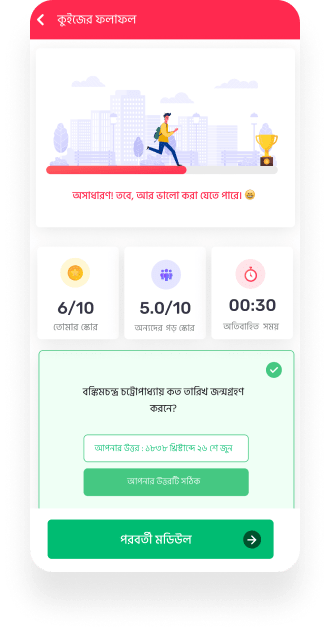 কুইজের ফলাফল
অসাধারণ! তবে, আর ভালো করা যেতে পারে।
6/10
5.0/10
00:30
তোমার স্কোর
অন্যদের গড় স্কোর
অতিবাহিত সময়
বঙ্কিমচন্দ্র চট্টোপাধ্যায় কত তারিখ জন্মগ্রহণ
করেন?
আপনার উত্তর : ১৮৩৮ খ্রিষ্টাব্দে ২৬ শে জুন
আপনার উত্তরটি সঠিক
পরবর্তী মডিউল